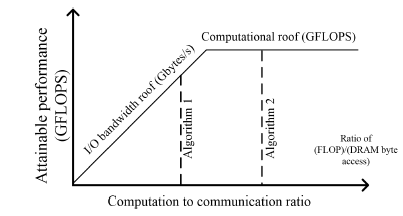 Computational roof (GFLOPS)
I/O bandwidth roof (Gbytes/s)
Attainable performance
(GFLOPS)
Algorithm 1
Algorithm 2
Ratio of
(FLOP)/(DRAM byte
access)
Computation to communication ratio